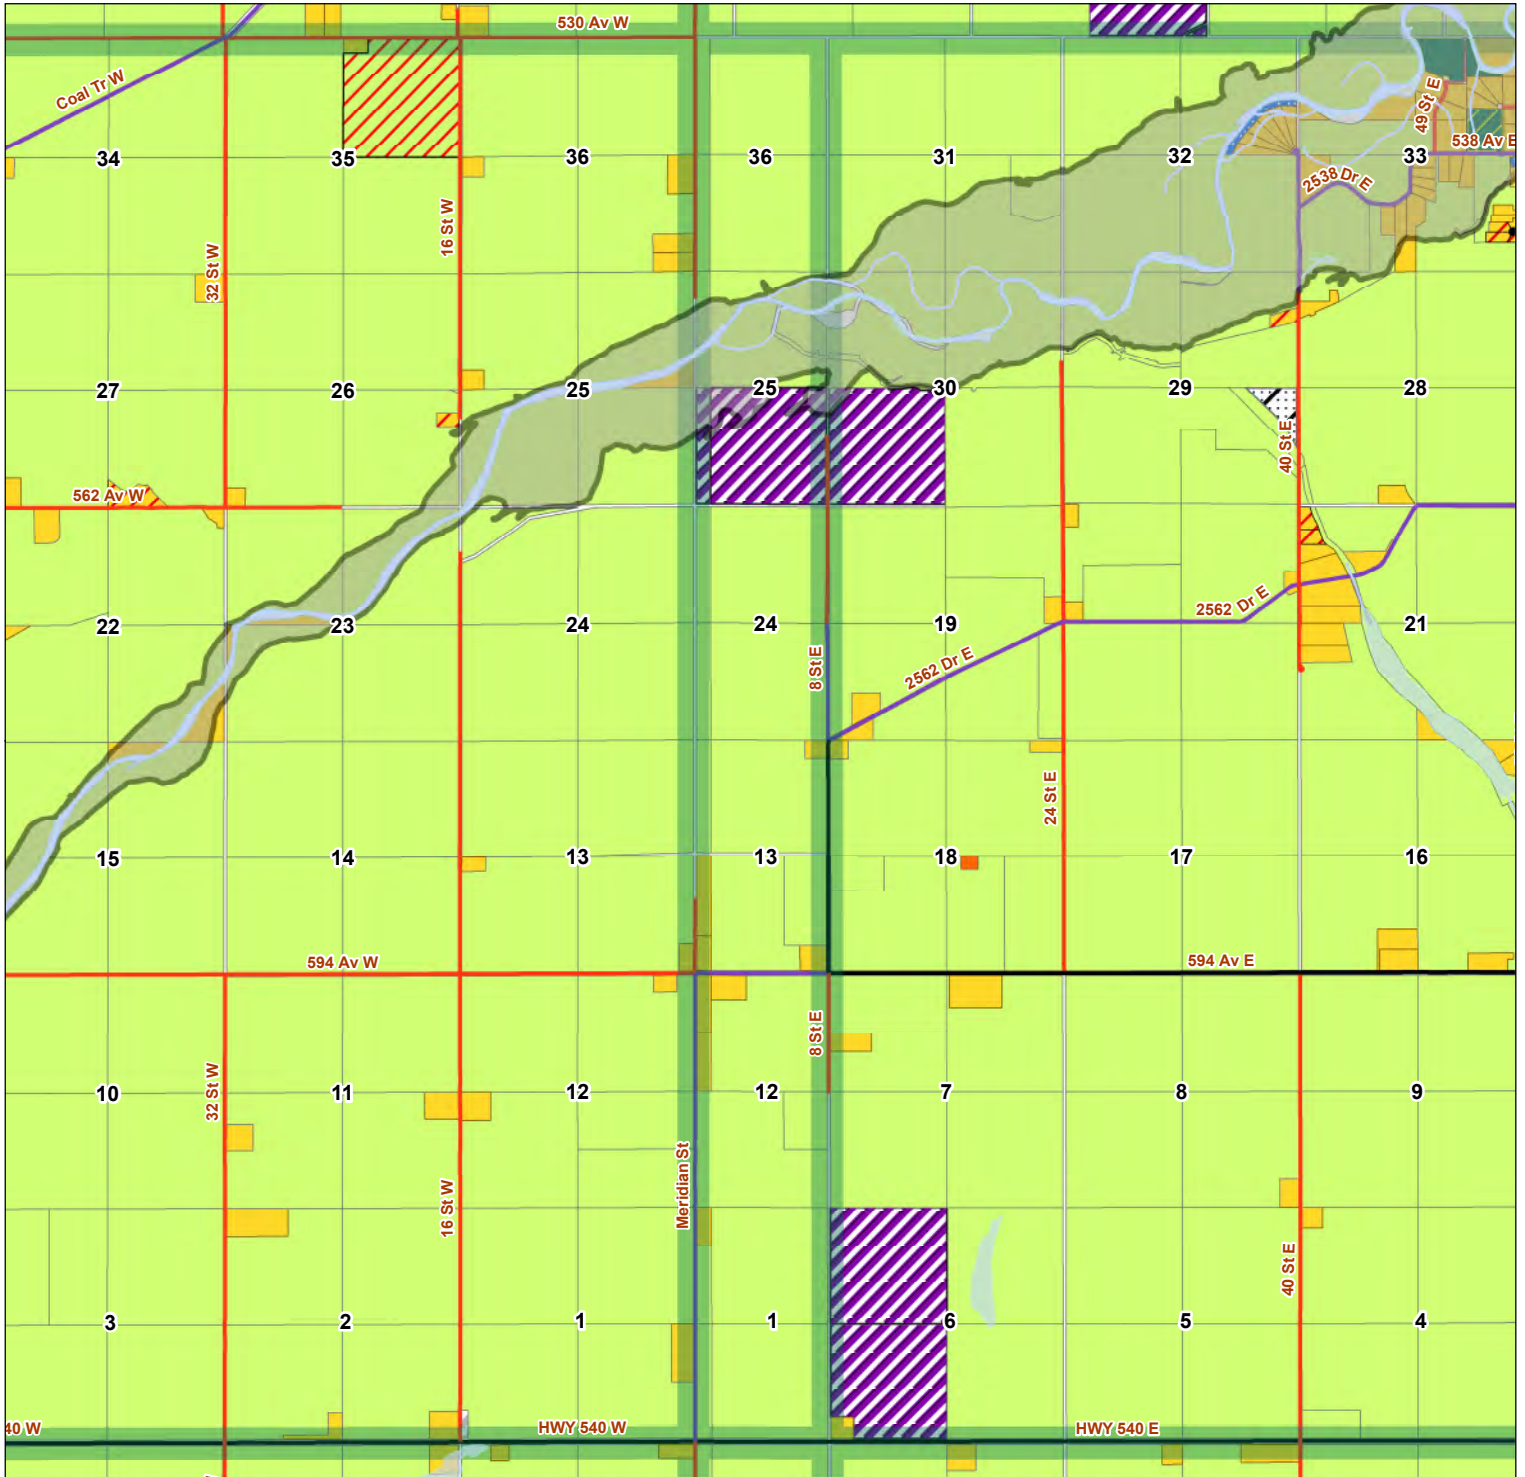 530 Av W
Coal Tr W
49 St E
538 Av E
34
35
36
36
31
32
33
2538 Dr E
16 St W
32 St W
27
26
25
25
30
29
28
40 St E
562 Av W
2562 Dr E
22
23
24
24
19
21
8 St E
2562 Dr E
24 St E
15
14
13
13
18
17
16
594 Av W
594 Av E
8 St E
32 St W
10
11
12
12
7
8
9
Meridian St
16 St W
40 St E
3
2
1
1
6
5
4
40 W
HWY 540 W
HWY 540 E